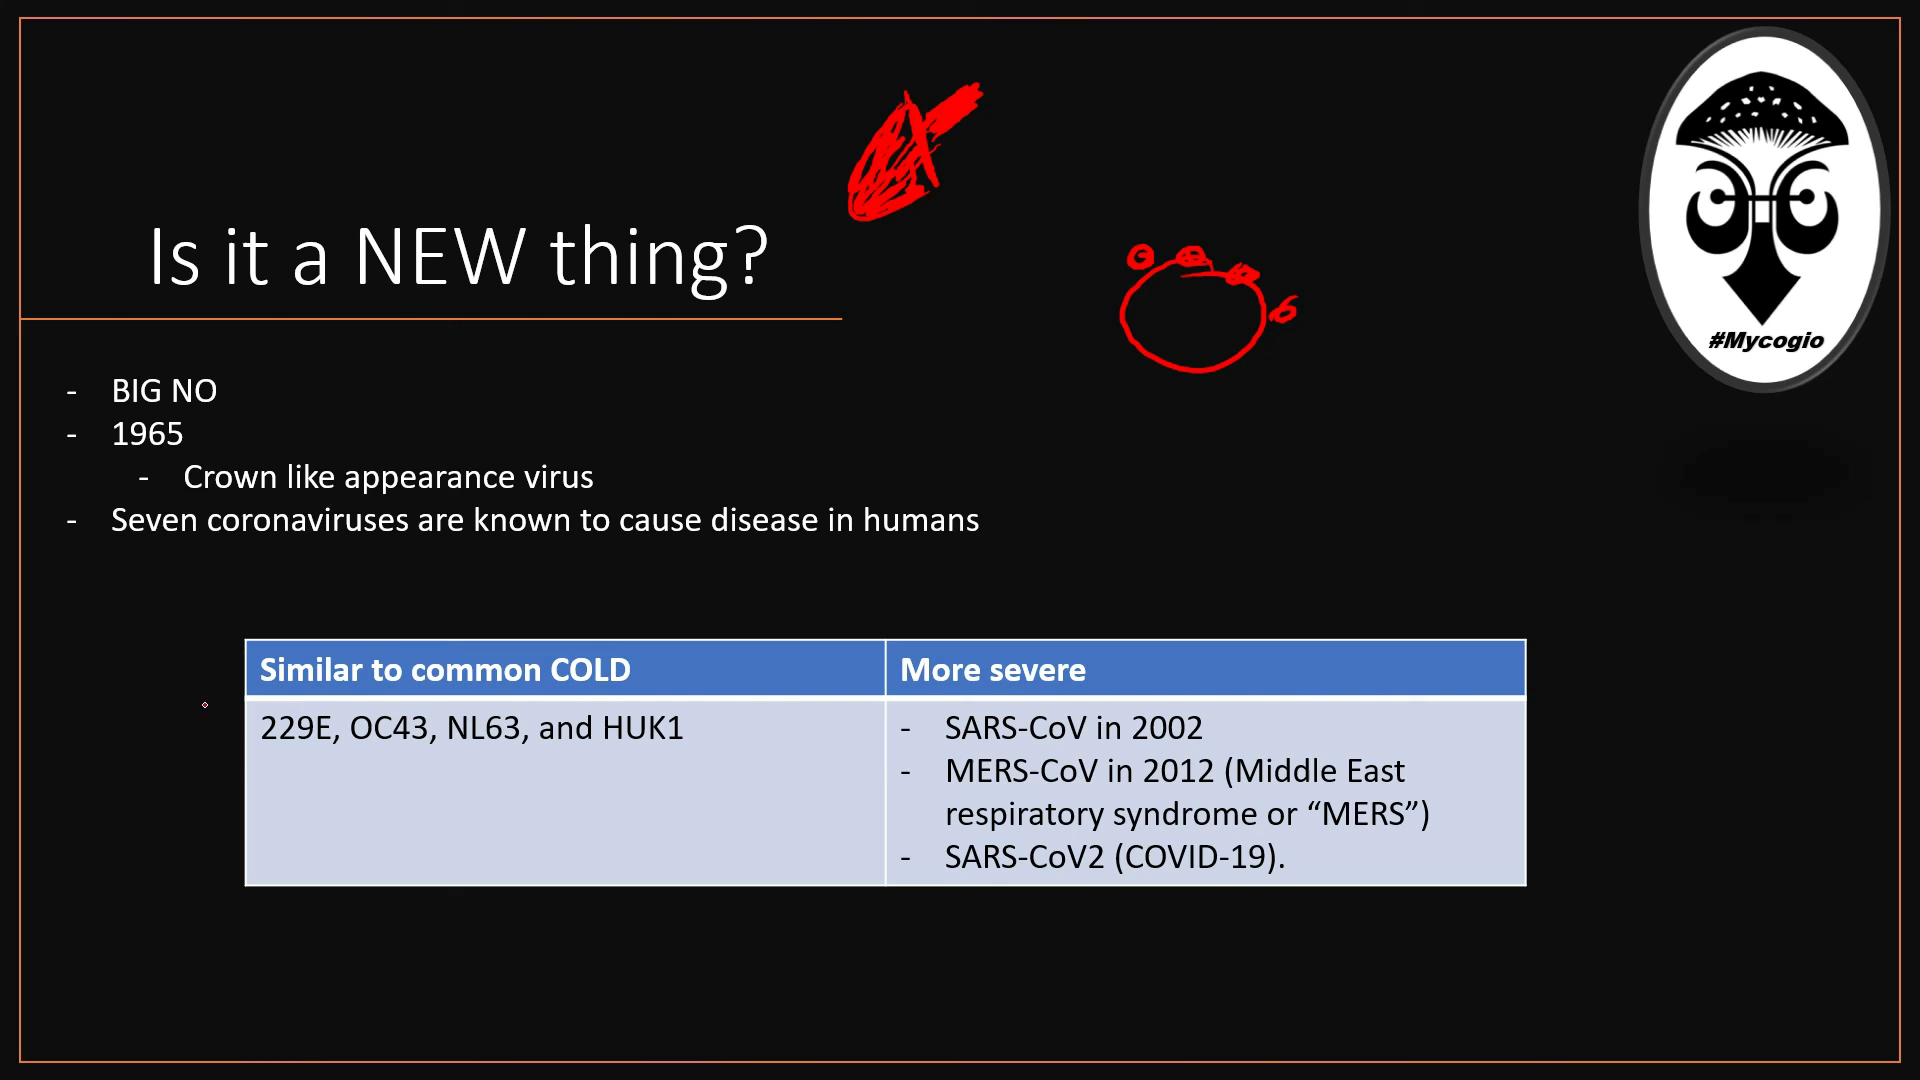 Is it a NEW thing?
#Mycogio
- BIG NO
- 1965
- Crown like appearance virus
- Seven coronaviruses are known to cause disease in humans
Similar to common COLD
More severe
229E, OC43, NL63, and HUK1
- SARS-CoV in 2002
- MERS-CoV in 2012 (Middle East
respiratory syndrome or “MERS”)
- SARS-CoV2 (COVID-19).